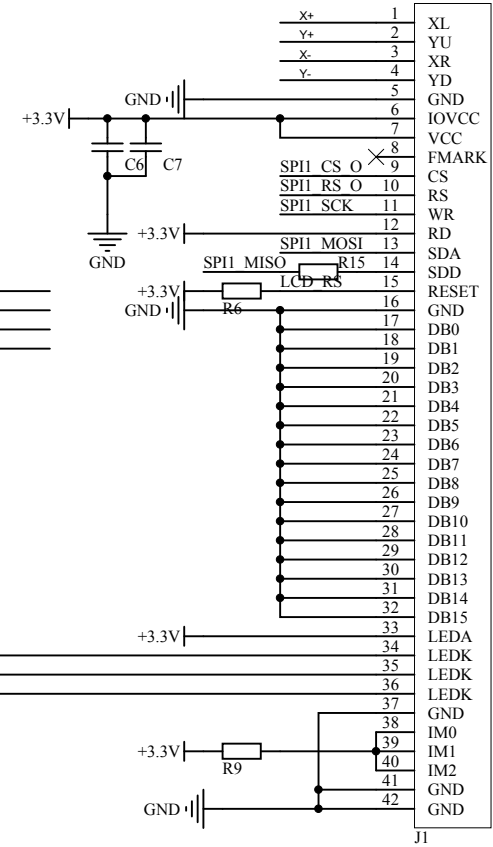 X+ 1 XL
Y+ 2 YU
X- 3 XR
Y- 4 YD
GND 5 GND
+3.3V 6 IOVCC
7 VCC
C6 C7 8 FMARK
SPI1_CS_O 9 CS
SPI1_RS_O 10 RS
SPI1_SCK 11 WR
+3.3V 12 RD
GND SPI1_MOSI 13 SDA
SPI1_MISO R15 14 SDD
+3.3V LCD_RS 15 RESET
GND R6 16 GND
17 DB0
18 DB1
19 DB2
20 DB3
21 DB4
22 DB5
23 DB6
24 DB7
25 DB8
26 DB9
27 DB10
28 DB11
29 DB12
30 DB13
31 DB14
32 DB15
+3.3V 33 LEDA
34 LEDK
35 LEDK
36 LEDK
37 GND
38 IM0
+3.3V 39 IM1
R9 40 IM2
41 GND
GND 42 GND
J1